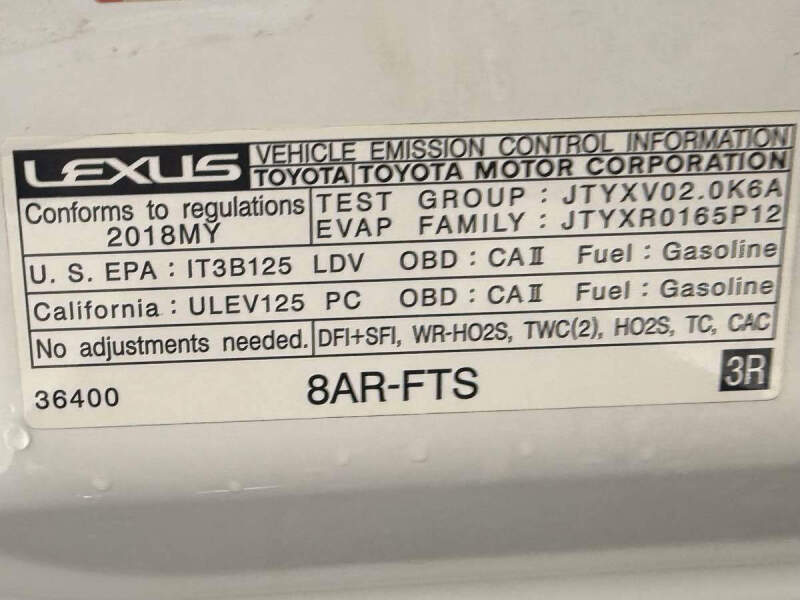 LEXUS VEHICLE EMISSION CONTROL INFORMATION
TOYOTA TOYOTA MOTOR CORPORATION
Conforms to regulations
2018MY
TEST GROUP : JTYXV02.0K6A
EVAP FAMILY : JTYXR0165P12
U. S. EPA : IT3B125 LDV OBD : CAⅡ Fuel : Gasoline
California : ULEV125 PC OBD : CAⅡ Fuel : Gasoline
No adjustments needed. DFI+SFI, WR-HO2S, TWC(2), HO2S, TC, CAC
36400 8AR-FTS 3R